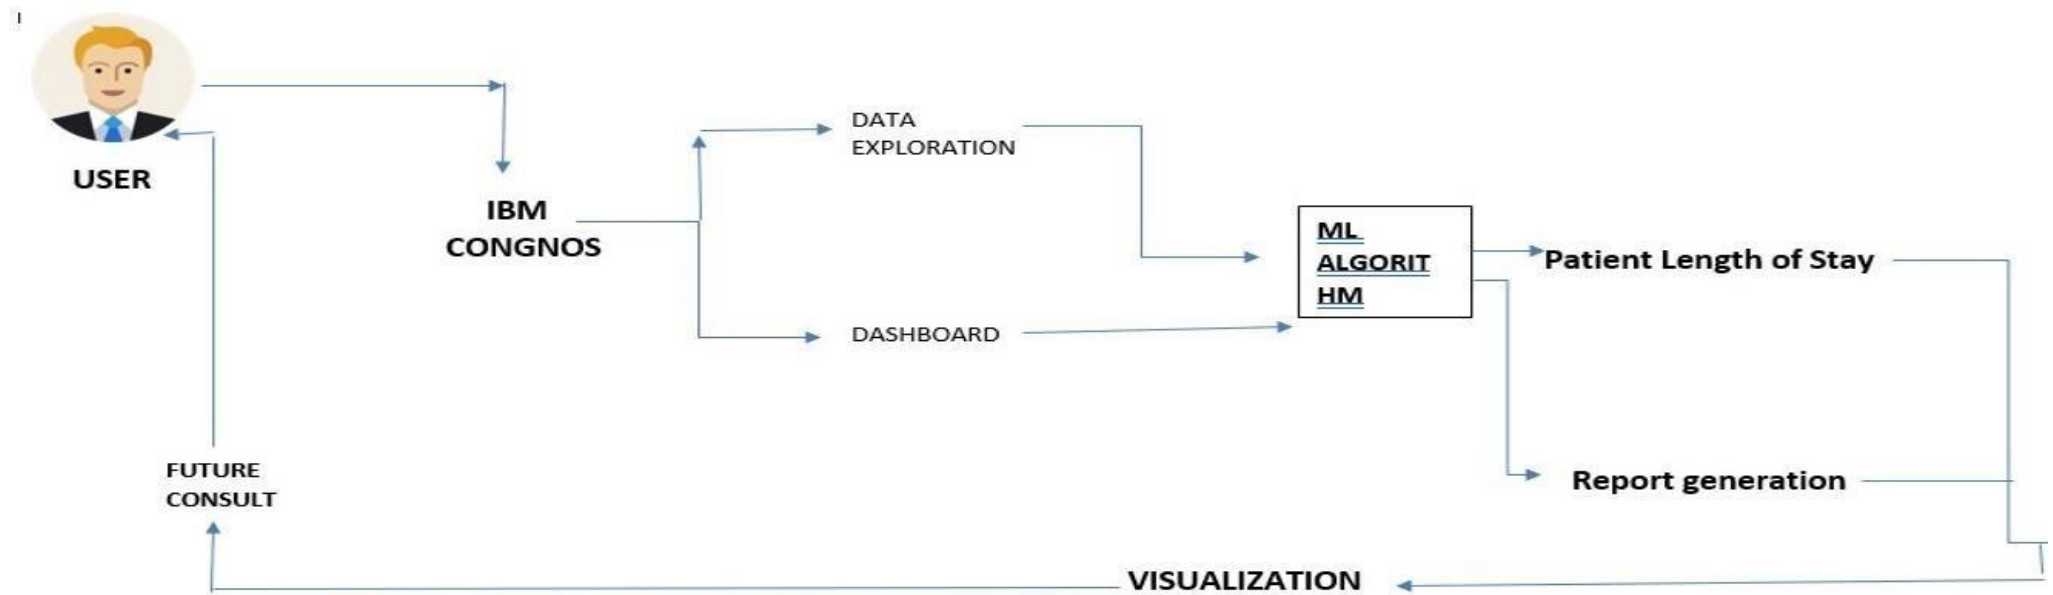 USER
IBM
CONGNOS
DATA
EXPLORATION
DASHBOARD
ML
ALGORIT
HM
Patient Length of Stay
Report generation
VISUALIZATION
FUTURE
CONSULT